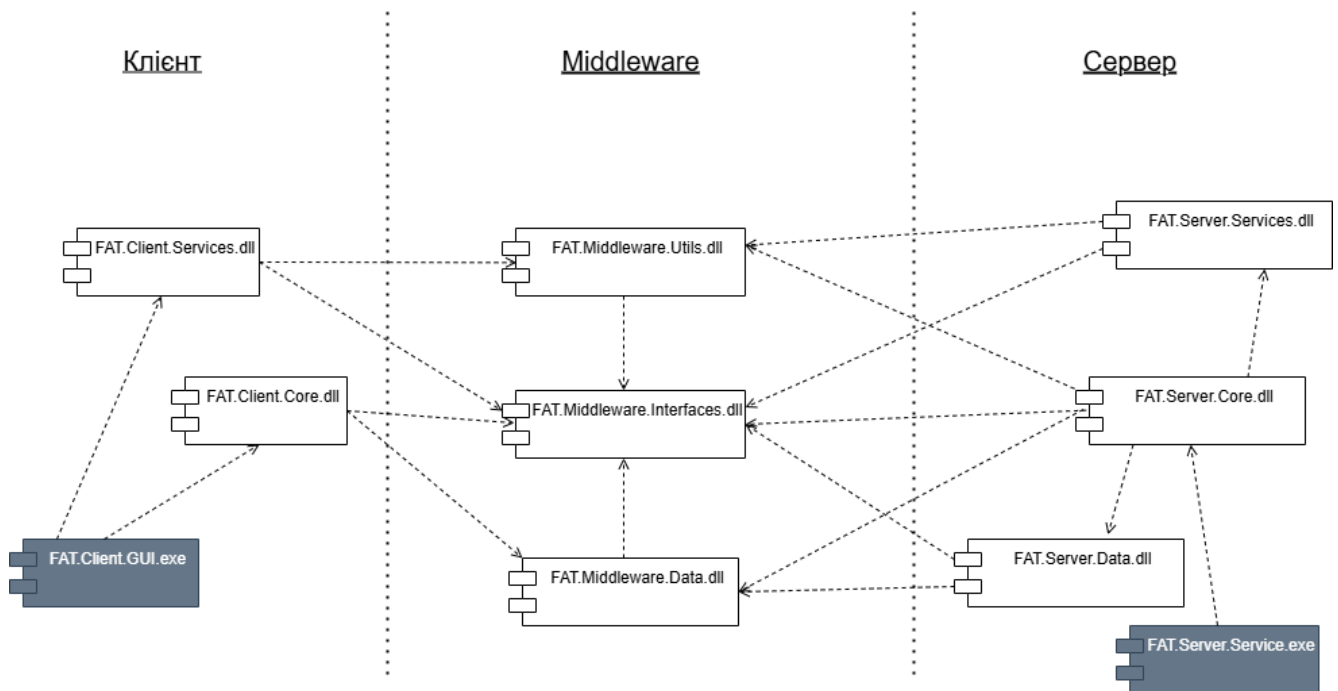 Клієнт
Middleware
Сервер
FAT.Server.Services.dll
FAT.Client.Services.dll
FAT.Middleware.Utils.dll
FAT.Client.Core.dll
FAT.Middleware.Interfaces.dll
FAT.Server.Core.dll
FAT.Client.GUI.exe
FAT.Middleware.Data.dll
FAT.Server.Data.dll
FAT.Server.Service.exe